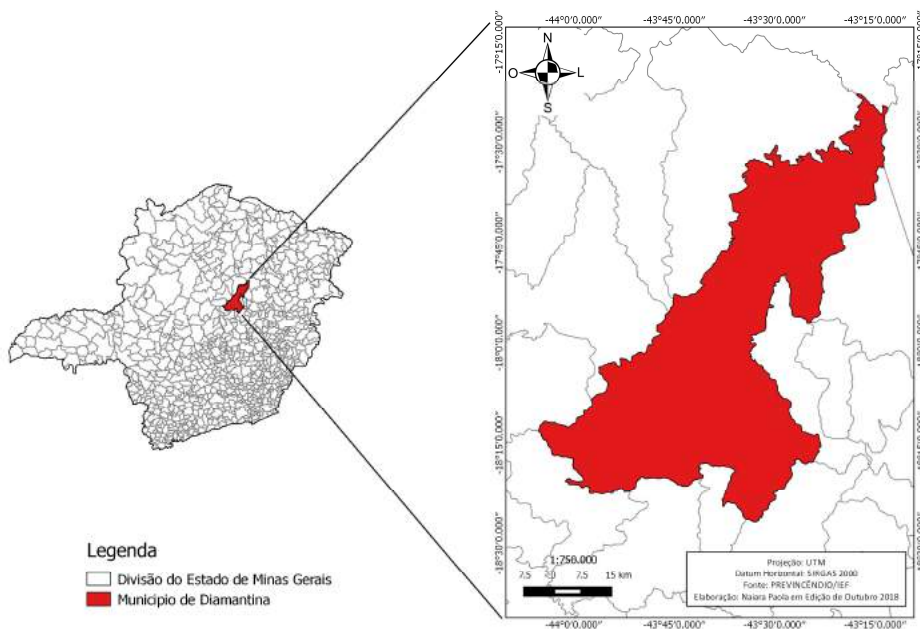 -44°0'0.000" -43°45'0.000" -43°30'0.000" -43°15'0.000"
-17°15'0.000"
-17°30'0.000"
-17°45'0.000"
-18°0'0.000"
-18°15'0.000"
-18°30'0.000"
N
O L
S
Legenda
Divisão do Estado de Minas Gerais
Municipio de Diamantina
1:750.000
7.5 0 7.5 15 km
Projeção: UTM
Datum Horizontal: SIRGAS 2000
Fonte: PREVINCÊNDIO/IEF
Elaboração: Naiara Paola em Edição de Outubro 2018
-44°0'0.000" -43°45'0.000" -43°30'0.000" -43°15'0.000"